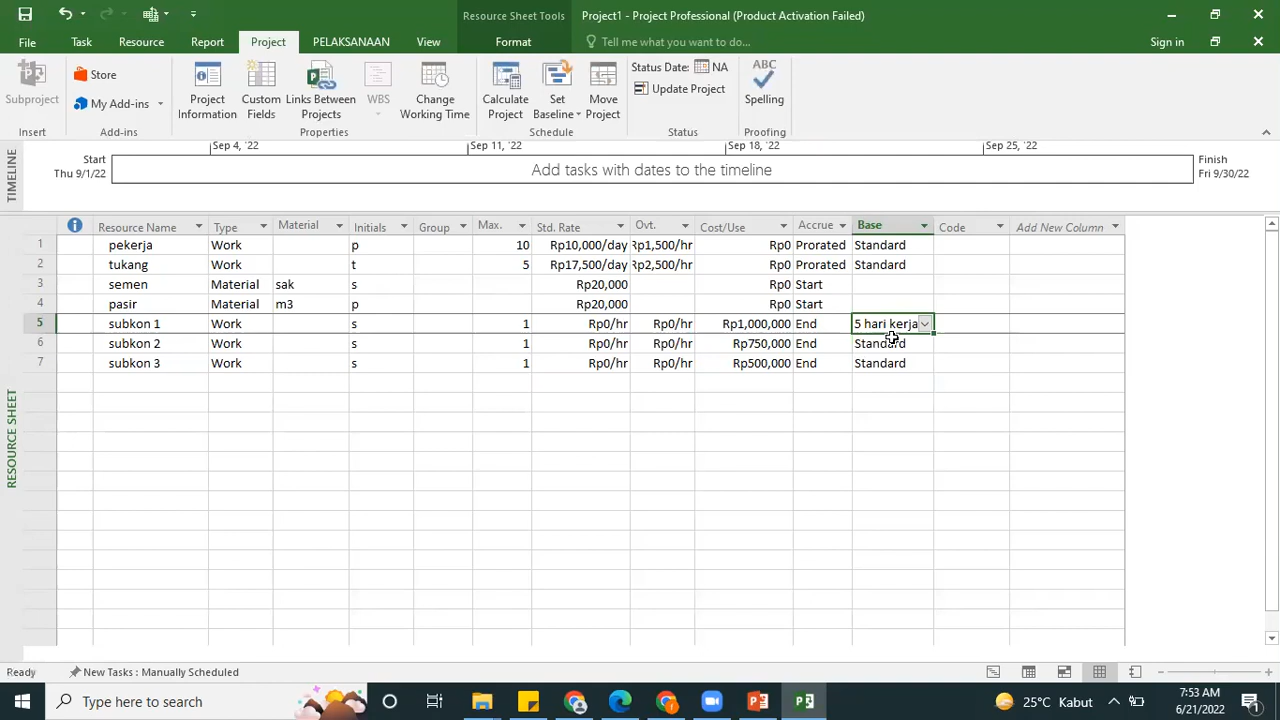 Resource Sheet Tools
Project1 - Project Professional (Product Activation Failed)
File Task Resource Report Project PELAKSANAAN View Format Tell me what you want to do... Sign in
Subproject
Insert
Store
My Add-ins
Add-ins
Project Information
Custom Fields
Links Between Projects
WBS
Change Working Time
Properties
Calculate Project
Set Baseline
Move Project
Schedule
Status Date: NA
Update Project
Status
ABC
Spelling
Proofing
TIMELINE
Sep 4, '22 Sep 11, '22 Sep 18, '22 Sep 25, '22
Start
Thu 9/1/22
Add tasks with dates to the timeline
Finish
Fri 9/30/22
RESOURCE SHEET
Resource Name Type Material Initials Group Max. Std. Rate Ovt. Cost/Use Accrue Base Code Add New Column
1 pekerja Work p 10 Rp10,000/day Rp1,500/hr Rp0 Prorated Standard
2 tukang Work t 5 Rp17,500/day Rp2,500/hr Rp0 Prorated Standard
3 semen Material sak s Rp20,000 Rp0 Start
4 pasir Material m3 p Rp20,000 Rp0 Start
5 subkon 1 Work s 1 Rp0/hr Rp0/hr Rp1,000,000 End 5 hari kerja
6 subkon 2 Work s 1 Rp0/hr Rp0/hr Rp750,000 End Standard
7 subkon 3 Work s 1 Rp0/hr Rp0/hr Rp500,000 End Standard
Ready New Tasks : Manually Scheduled
Type here to search
25°C Kabut
7:53 AM
6/21/2022